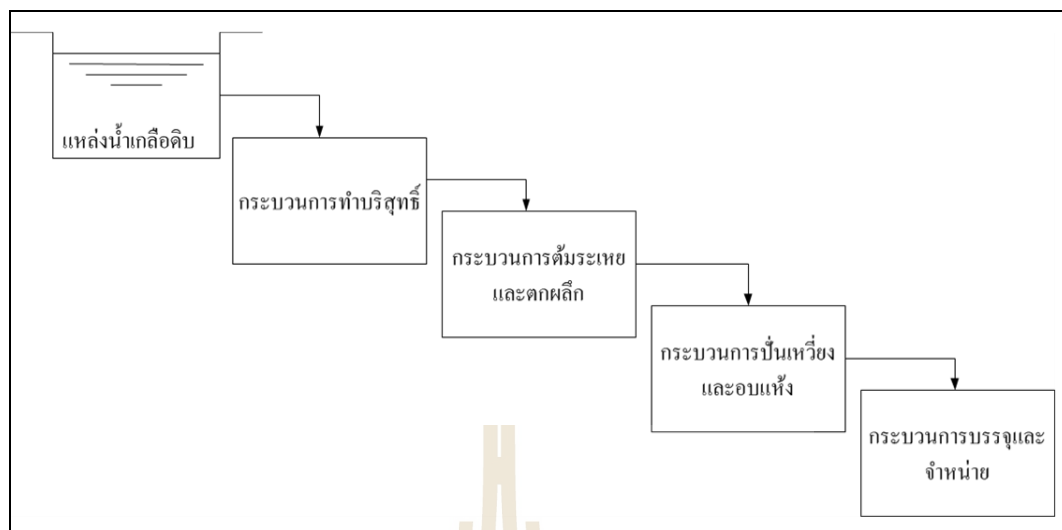 แหล่งน้ำเกลือดิบ
กระบวนการทำบริสุทธิ์
กระบวนการต้มระเหย
และตกผลึก
กระบวนการปั่นเหวี่ยง
และอบแห้ง
กระบวนการบรรจุและ
จำหน่าย